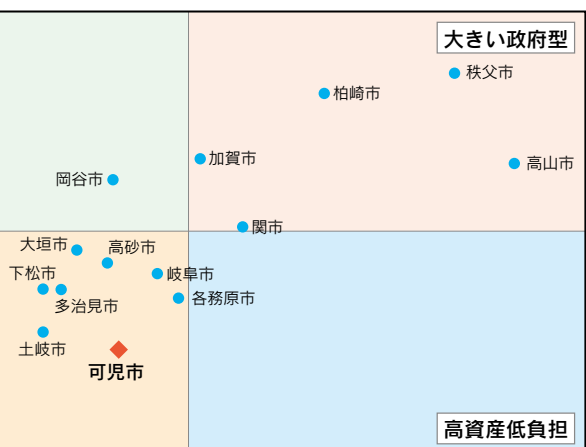 大きい政府型
秩父市
柏崎市
加賀市
高山市
岡谷市
関市
大垣市
高砂市
下松市
岐阜市
多治見市
各務原市
土岐市
可児市
高資産低負担